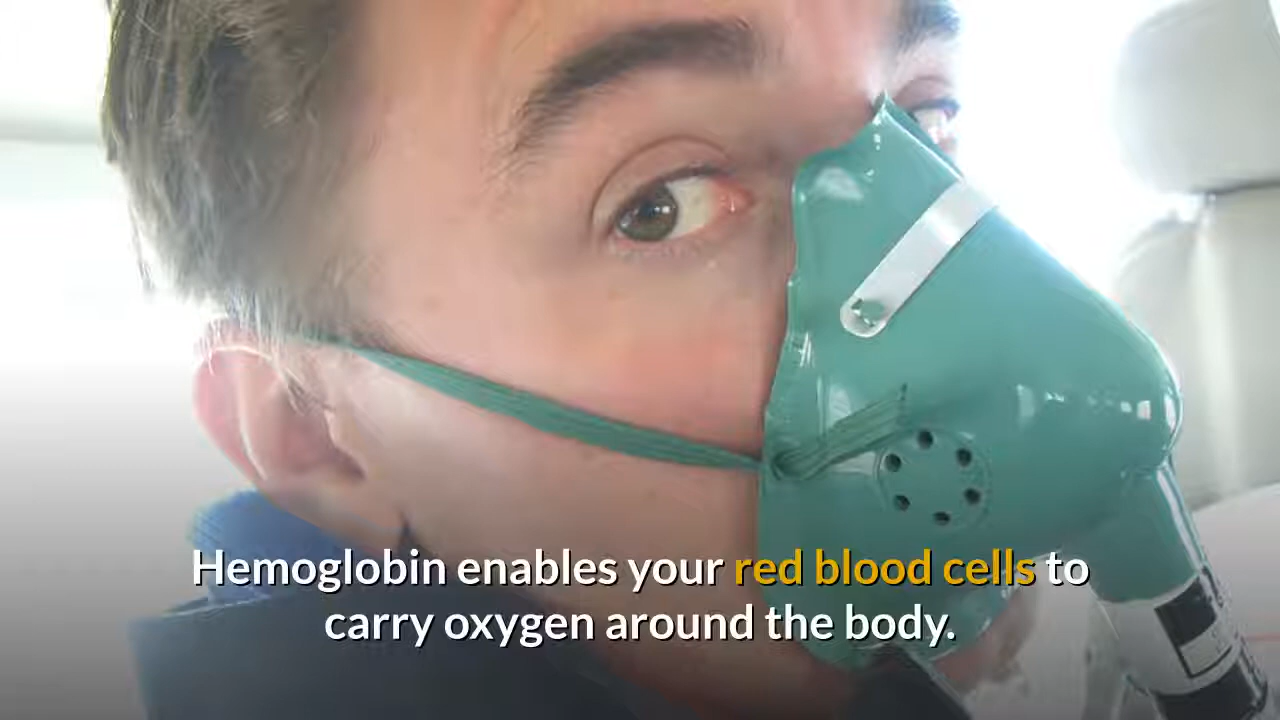 Hemoglobin enables your red blood cells to
carry oxygen around the body.